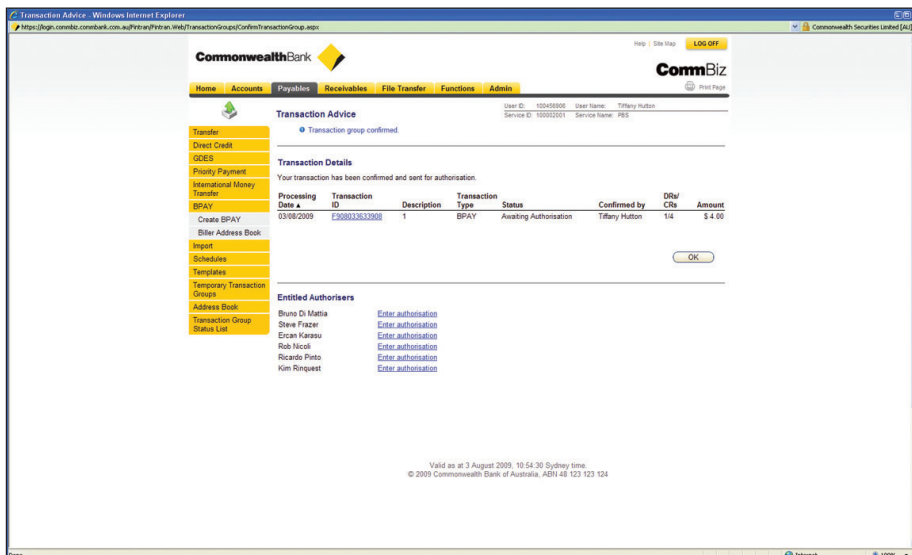 Transaction Advice - Windows Internet Explorer
https://login.commbiz.commbank.com.au/Pintran/Pintran.Web/TransactionGroups/ConfirmTransactionGroup.aspx
Commonwealth Securities Limited [AU]
Help | Site Map LOG OFF
CommonwealthBank
CommBiz
Home Accounts Payables Receivables File Transfer Functions Admin
Print Page
User ID: 100456806 User Name: Tiffany Hutton
Service ID: 100002001 Service Name: PBS
Transaction Advice
Transaction group confirmed.
Transfer
Direct Credit
GDES
Priority Payment
International Money
Transfer
BPAY
Create BPAY
Biller Address Book
Import
Schedules
Templates
Temporary Transaction
Groups
Address Book
Transaction Group
Status List
Transaction Details
Your transaction has been confirmed and sent for authorisation.
Processing Date ▲ Transaction ID Description Transaction Type Status Confirmed by DRs/ CRs Amount
03/08/2009 F908033633908 1 BPAY Awaiting Authorisation Tiffany Hutton 1/4 $ 4.00
OK
Entitled Authorisers
Bruno Di Mattia Enter authorisation
Steve Frazer Enter authorisation
Ercan Karasu Enter authorisation
Rob Nicoli Enter authorisation
Ricardo Pinto Enter authorisation
Kim Rinquest Enter authorisation
Valid as at 3 August 2009, 10:54:30 Sydney time.
© 2009 Commonwealth Bank of Australia, ABN 48 123 123 124